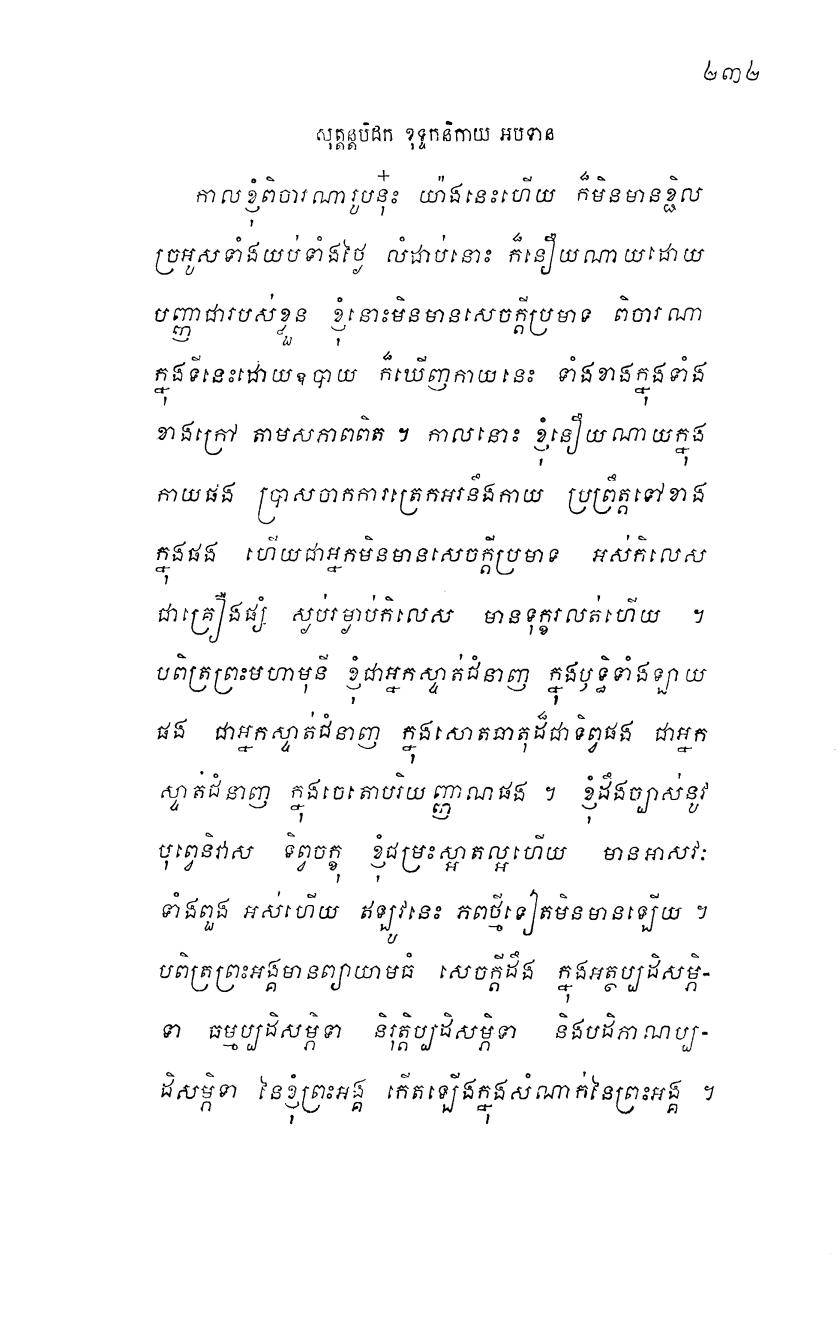 ២៣២
សុត្តន្តបិដក ខុទ្ទកនិកាយ អបទាន
កាលខ្ញុំពិចារណារូបនុ៎ះ យ៉ាងនេះហើយ ក៏មិនមានខ្ជិល
ច្រអូសទាំងយប់ទាំងថ្ងៃ លំដាប់នោះ ក៏នឿយណាយដោយ
បញ្ញាជារបស់ខ្លួន ខ្ញុំនោះមិនមានសេចក្តីប្រមាទ ពិចារណា
ក្នុងទីនេះដោយឧបាយ ក៏ឃើញកាយនេះ ទាំងខាងក្នុងទាំង
ខាងក្រៅ តាមសភាពពិត ។ កាលនោះ ខ្ញុំនឿយណាយក្នុង
កាយផង ប្រាសចាកការត្រេកអរនឹងកាយ ប្រព្រឹត្តទៅខាង
ក្នុងផង ហើយជាអ្នកមិនមានសេចក្តីប្រមាទ អស់កិលេស
ជាគ្រឿងផ្សំ ស្ងប់រម្ងាប់កិលេស មានទុក្ខរលត់ហើយ ។
បពិត្រព្រះមហាមុនី ខ្ញុំជាអ្នកស្ទាត់ជំនាញ ក្នុងឫទ្ធិទាំងឡាយ
ផង ជាអ្នកស្ទាត់ជំនាញ ក្នុងសោតធាតុដ៏ជាទិព្វផង ជាអ្នក
ស្ទាត់ជំនាញ ក្នុងចេតោបរិយញ្ញាណផង ។ ខ្ញុំដឹងច្បាស់នូវ
បុព្វេនិវាស ទិព្វចក្ខុ ខ្ញុំជម្រះស្អាតល្អហើយ មានអាសវៈ
ទាំងពួង អស់ហើយ ឥឡូវនេះ ភពថ្មីទៀតមិនមានឡើយ ។
បពិត្រព្រះអង្គមានព្យាយាមធំ សេចក្តីដឹង ក្នុងអត្ថប្បដិសម្ភិ-
ទា ធម្មប្បដិសម្ភិទា និរុត្តិប្បដិសម្ភិទា និងបដិភាណប្ប-
ដិសម្ភិទា នៃខ្ញុំព្រះអង្គ កើតឡើងក្នុងសំណាក់នៃព្រះអង្គ ។